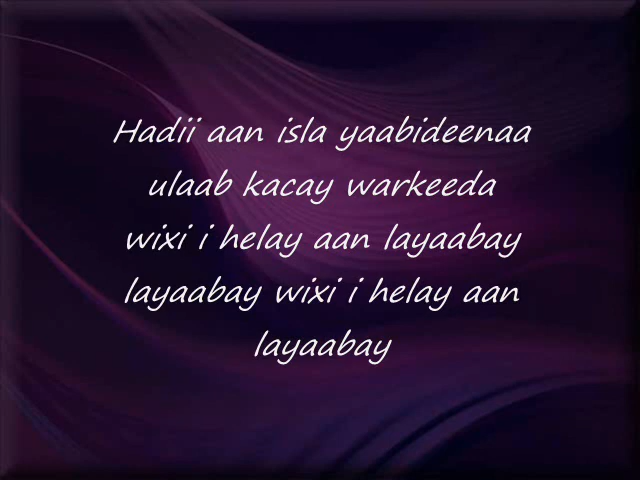 Hadii aan isla yaabideenaa
ulaab kacay warkeeda
wixi i helay aan layaabay
layaabay wixi i helay aan
layaabay